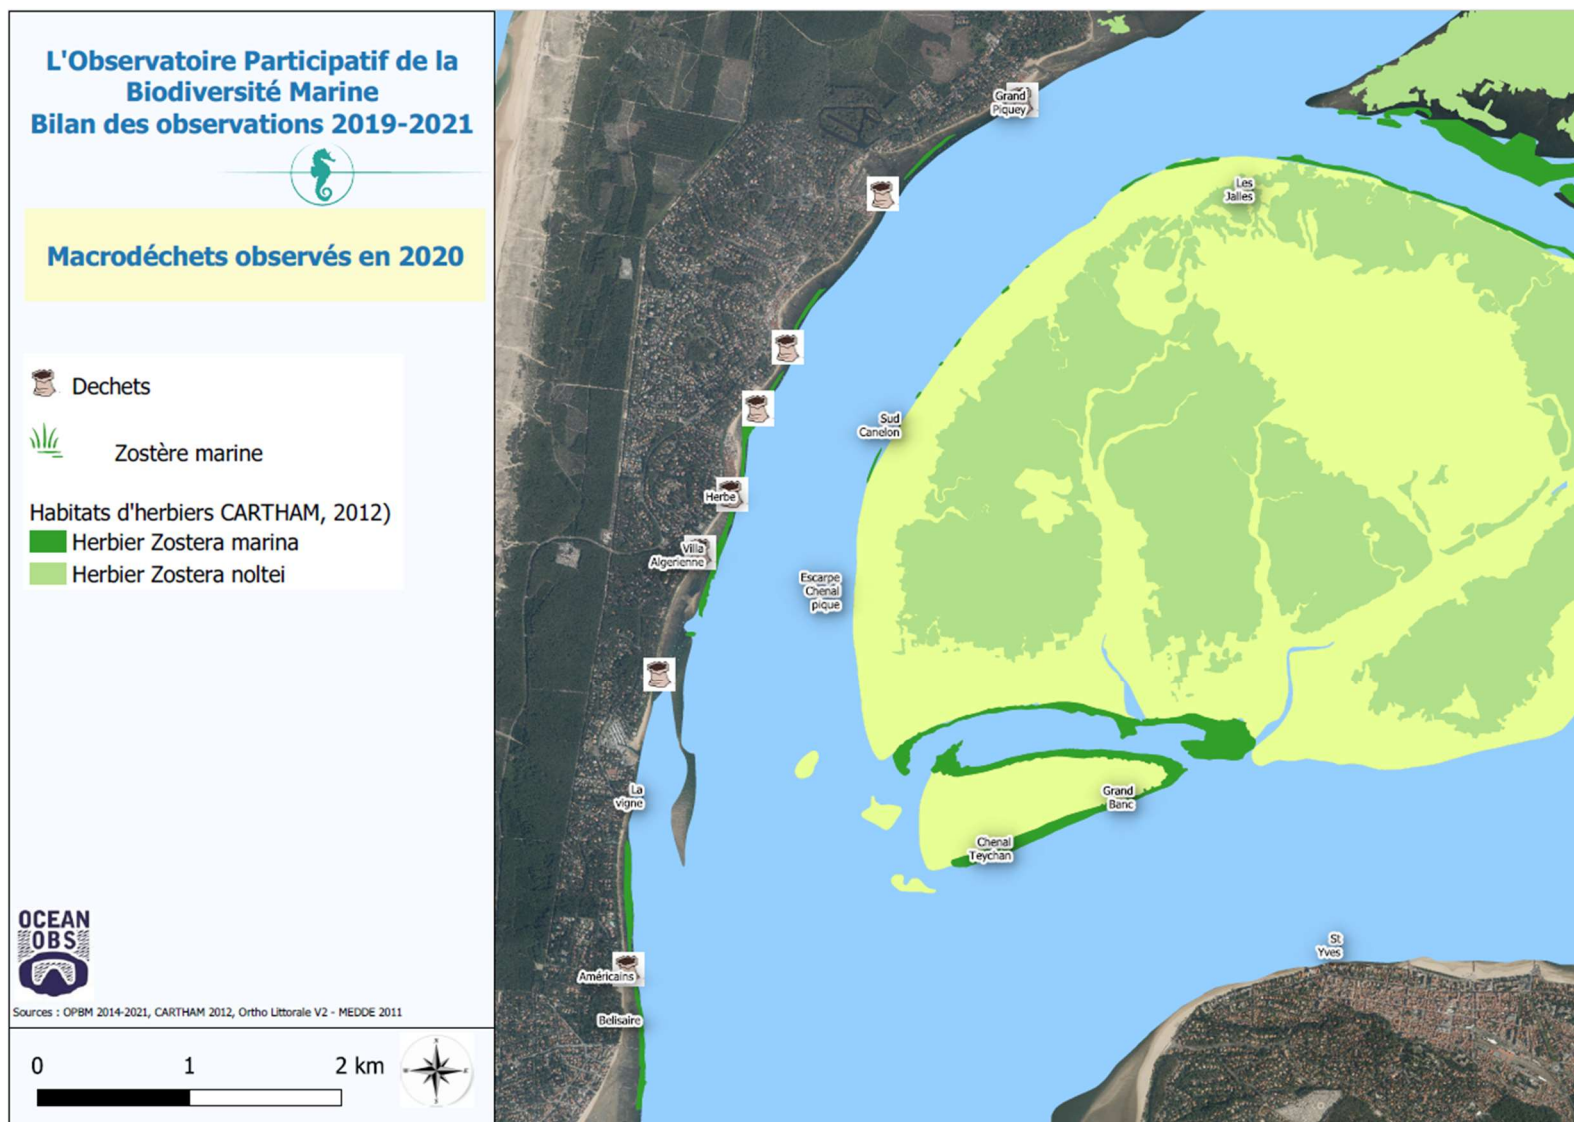 L'Observatoire Participatif de la
Biodiversité Marine
Bilan des observations 2019-2021
Macrodéchets observés en 2020
Dechets
Zostère marine
Habitats d'herbiers CARTHAM, 2012)
Herbier Zostera marina
Herbier Zostera noltei
OCEAN
OBS
Sources : OPBM 2014-2021, CARTHAM 2012, Ortho Littorale V2 - MEDDE 2011
0 1 2 km
Grand
Piquey
Les
Jalles
Sud
Canelon
Herbe
Villa
Algerienne
Escarpe
Chenal
pique
La
vigne
Grand
Banc
Chenal
Teychan
St
Yves
Américains
Belisaire